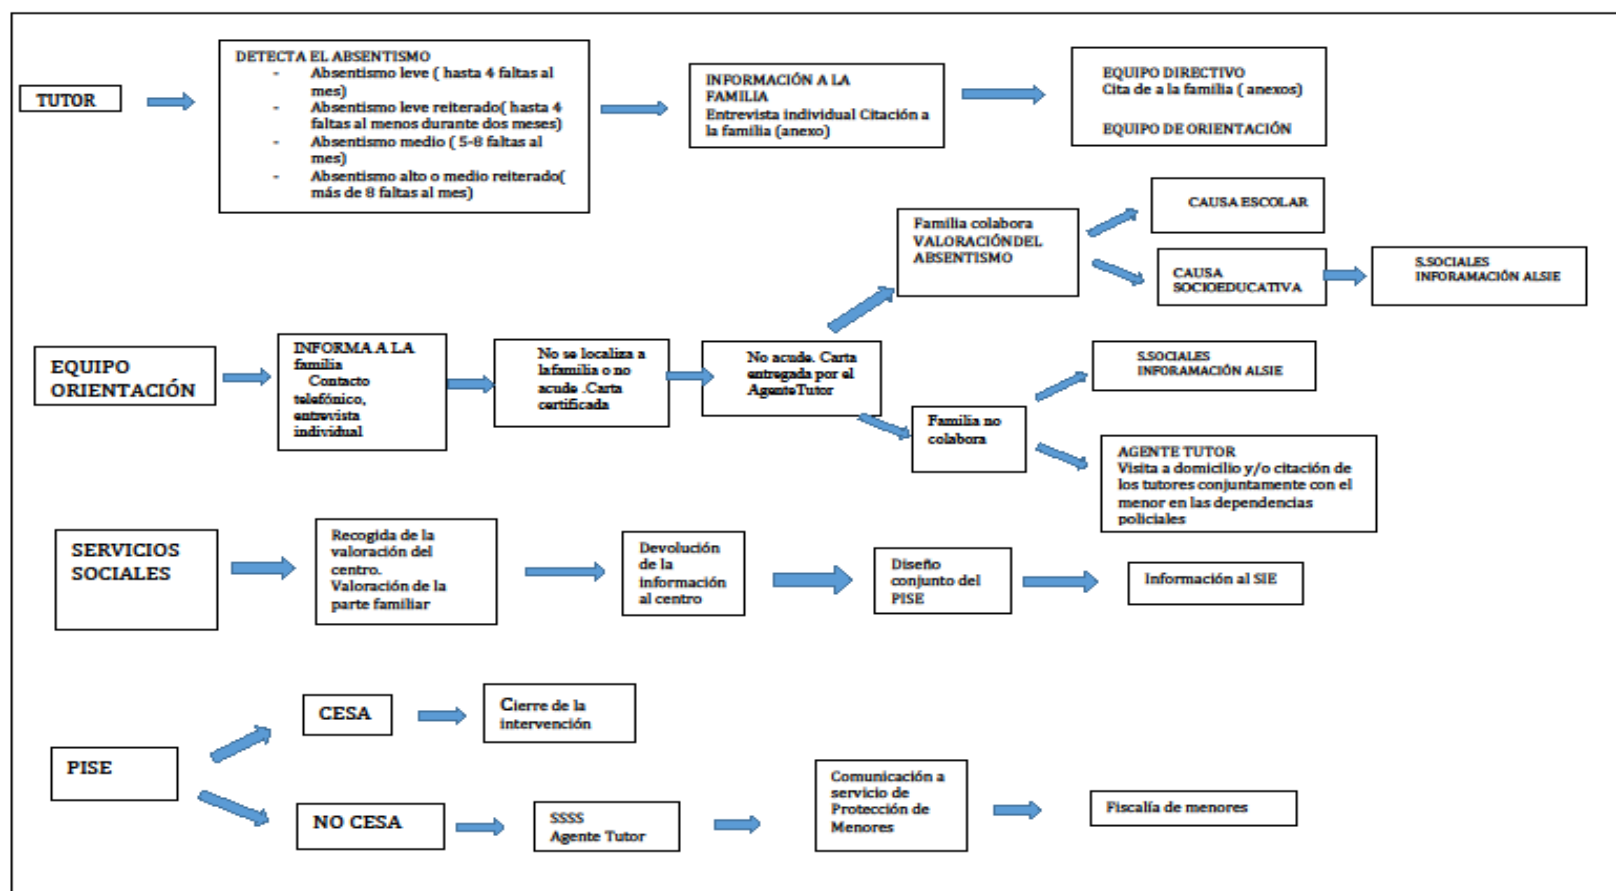 TUTOR
DETECTA EL ABSENTISMO
- Absentismo leve ( hasta 4 faltas al
mes)
- Absentismo leve reiterado( hasta 4
faltas al menos durante dos meses)
- Absentismo medio ( 5-8 faltas al
mes)
- Absentismo alto o medio reiterado(
más de 8 faltas al mes)
INFORMACIÓN A LA
FAMILIA
Entrevista individual Citación a
la familia (anexo)
EQUIPO DIRECTIVO
Cita de a la familia ( anexos)
EQUIPO DE ORIENTACIÓN
EQUIPO
ORIENTACIÓN
INFORMA A LA
familia
Contacto
telefónico,
entrevista
individual
No se localiza a
lafamilia o no
acude .Carta
certificada
No acude. Carta
entregada por el
AgenteTutor
Familia colabora
VALORACIÓNDEL
ABSENTISMO
CAUSA ESCOLAR
CAUSA
SOCIOEDUCATIVA
S.SOCIALES
INFORAMACIÓN ALSIE
Familia no
colabora
S.SOCIALES
INFORAMACIÓN ALSIE
AGENTE TUTOR
Visita a domicilio y/o citación de
los tutores conjuntamente con el
menor en las dependencias
policiales
SERVICIOS
SOCIALES
Recogida de la
valoración del
centro.
Valoración de la
parte familiar
Devolución
de la
información
al centro
Diseño
conjunto del
PISE
Información al SIE
PISE
CESA
Cierre de la
intervención
NO CESA
SSSS
Agente Tutor
Comunicación a
servicio de
Protección de
Menores
Fiscalía de menores